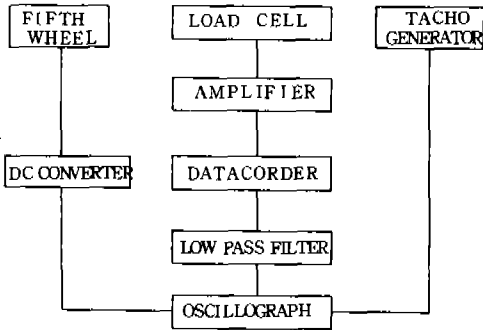 FIFTH
WHEEL
LOAD CELL
TACHO
GENERATOR
AMPLIFIER
DC CONVERTER
DATACORDER
LOW PASS FILTER
OSCILLOGRAPH